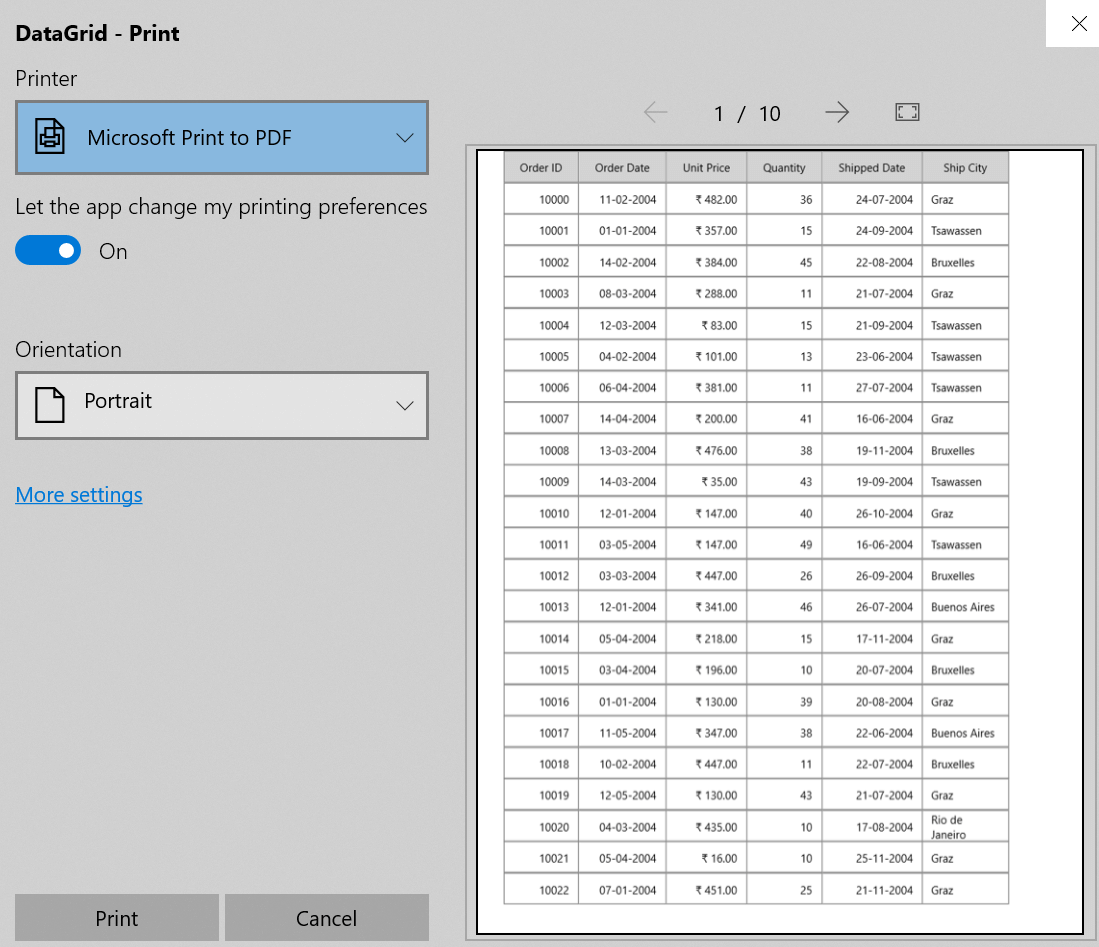 DataGrid - Print
Printer
Microsoft Print to PDF
Let the app change my printing preferences
On
Orientation
Portrait
More settings
Print Cancel
1 / 10
Order ID Order Date Unit Price Quantity Shipped Date Ship City
10000 11-02-2004 ₹ 482.00 36 24-07-2004 Graz
10001 01-01-2004 ₹ 357.00 15 24-09-2004 Tsawassen
10002 14-02-2004 ₹ 384.00 45 22-08-2004 Bruxelles
10003 08-03-2004 ₹ 288.00 11 21-07-2004 Graz
10004 12-03-2004 ₹ 83.00 15 21-09-2004 Tsawassen
10005 04-02-2004 ₹ 101.00 13 23-06-2004 Tsawassen
10006 06-04-2004 ₹ 381.00 11 27-07-2004 Tsawassen
10007 14-04-2004 ₹ 200.00 41 16-06-2004 Graz
10008 13-03-2004 ₹ 476.00 38 19-11-2004 Bruxelles
10009 14-03-2004 ₹ 35.00 43 19-09-2004 Tsawassen
10010 12-01-2004 ₹ 147.00 40 26-10-2004 Graz
10011 03-05-2004 ₹ 147.00 49 16-06-2004 Tsawassen
10012 03-03-2004 ₹ 447.00 26 26-09-2004 Bruxelles
10013 12-01-2004 ₹ 341.00 46 26-07-2004 Buenos Aires
10014 05-04-2004 ₹ 218.00 15 17-11-2004 Graz
10015 03-04-2004 ₹ 196.00 10 20-07-2004 Bruxelles
10016 01-01-2004 ₹ 130.00 39 20-08-2004 Graz
10017 11-05-2004 ₹ 347.00 38 22-06-2004 Buenos Aires
10018 10-02-2004 ₹ 447.00 11 22-07-2004 Bruxelles
10019 12-05-2004 ₹ 130.00 43 21-07-2004 Graz
10020 04-03-2004 ₹ 435.00 10 17-08-2004 Rio de
Janeiro
10021 05-04-2004 ₹ 16.00 10 25-11-2004 Graz
10022 07-01-2004 ₹ 451.00 25 21-11-2004 Graz